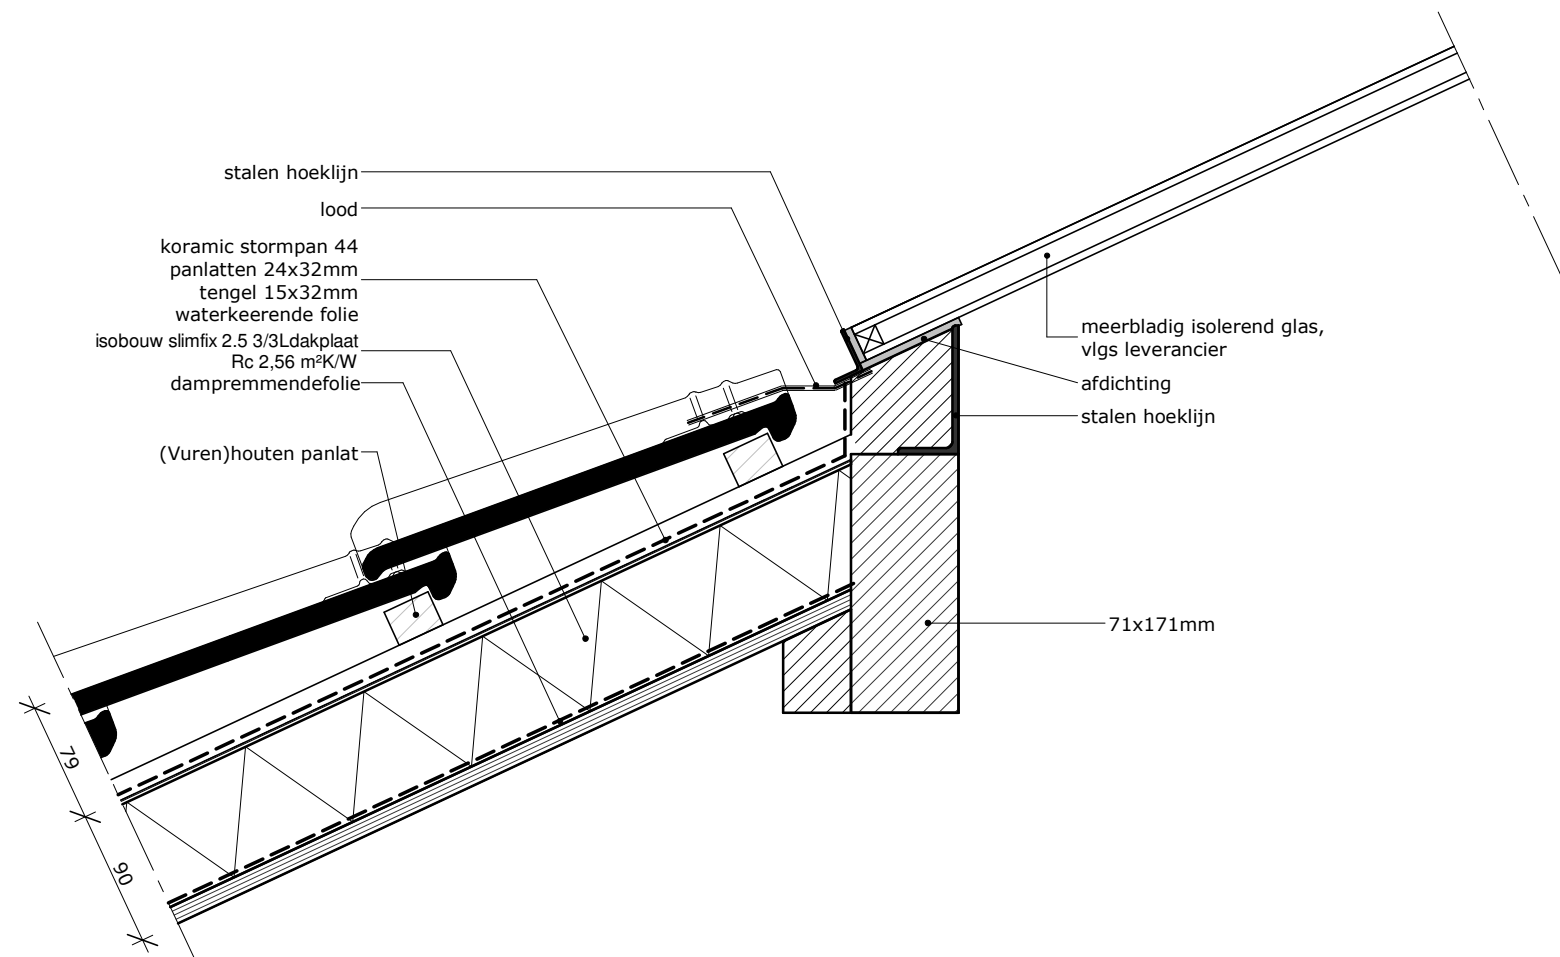 stalen hoeklijn
lood
koramic stormpan 44
panlatten 24x32mm
tengel 15x32mm
waterkeerende folie
isobouw slimfix 2.5 3/3Ldakplaat
Rc 2,56 m²K/W
dampremmendefolie
(Vuren)houten panlat
meerbladig isolerend glas,
vlgs leverancier
afdichting
stalen hoeklijn
71x171mm
79
90